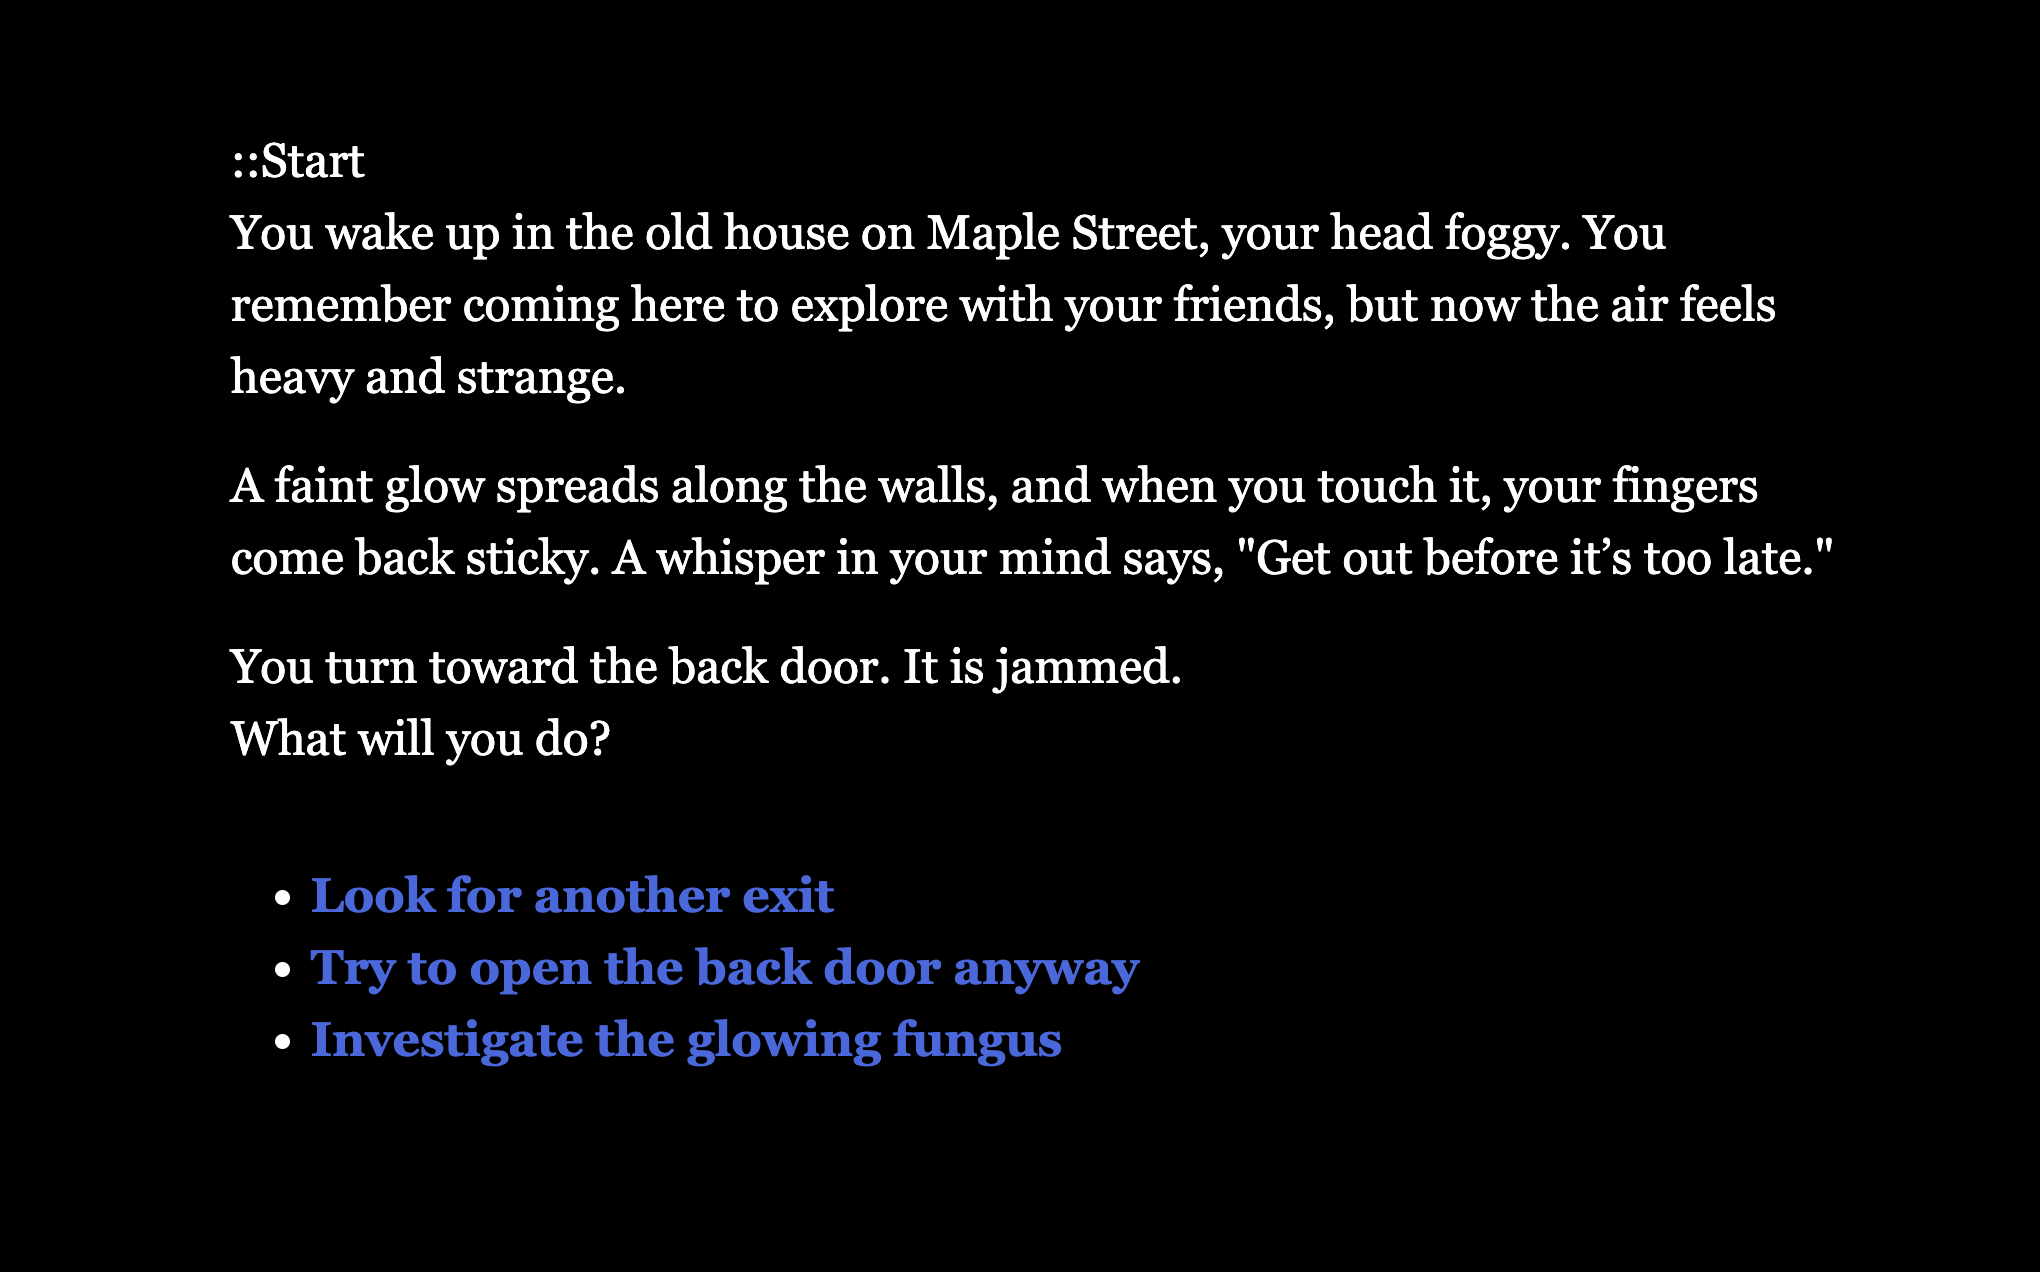 ::Start
You wake up in the old house on Maple Street, your head foggy. You
remember coming here to explore with your friends, but now the air feels
heavy and strange.
A faint glow spreads along the walls, and when you touch it, your fingers
come back sticky. A whisper in your mind says, "Get out before it’s too late."
You turn toward the back door. It is jammed.
What will you do?
• Look for another exit
• Try to open the back door anyway
• Investigate the glowing fungus